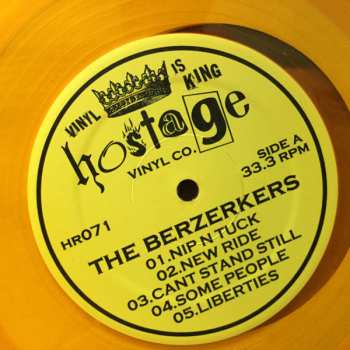 VINYL IS KING
hostage
VINYL CO.
SIDE A
33.3 RPM
HR071
THE BERZERKERS
01.NIP N TUCK
02.NEW RIDE
03.CANT STAND STILL
04.SOME PEOPLE
05.LIBERTIES